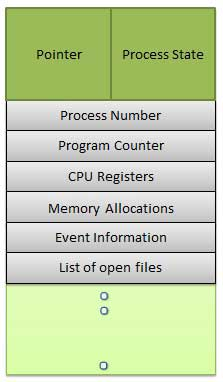 Pointer Process State
Process Number
Program Counter
CPU Registers
Memory Allocations
Event Information
List of open files